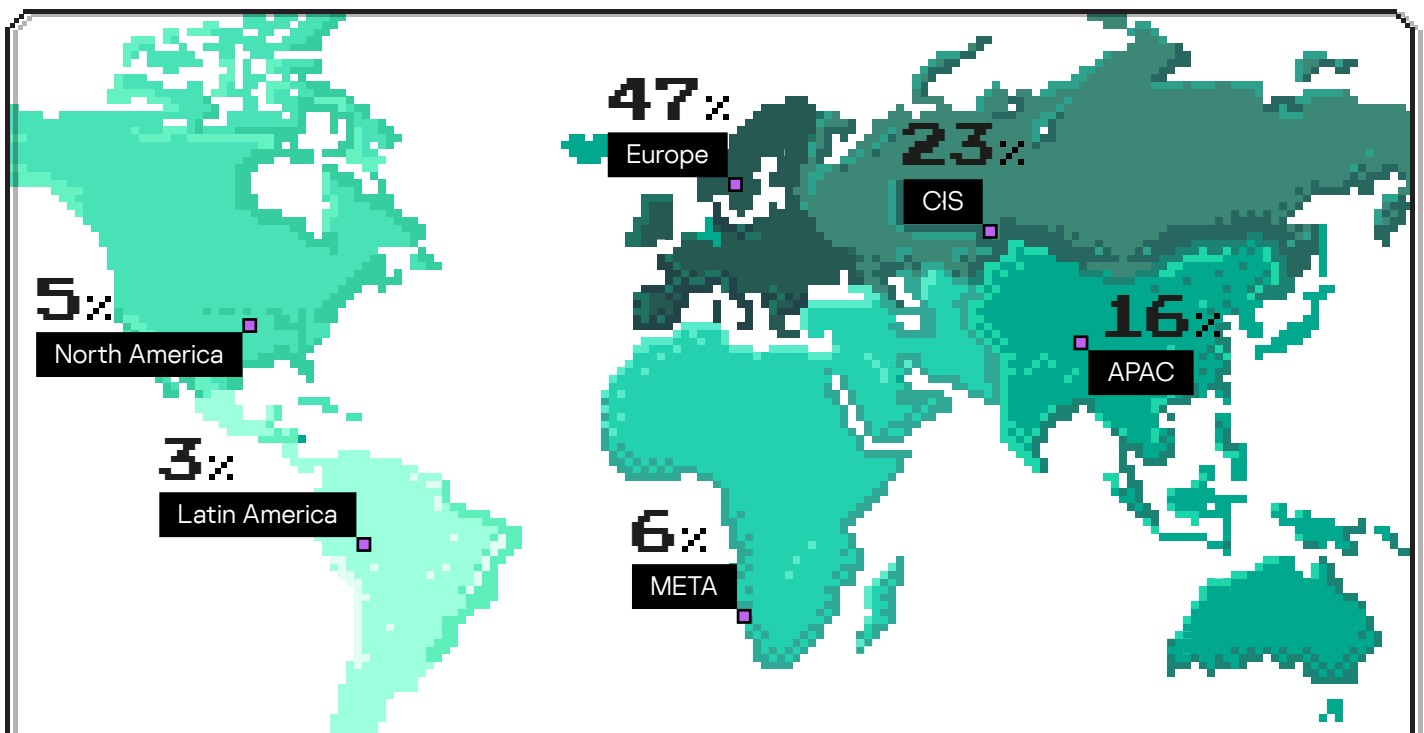 47%
Europe
23%
CIS
5%
North America
16%
APAC
3%
Latin America
6%
META